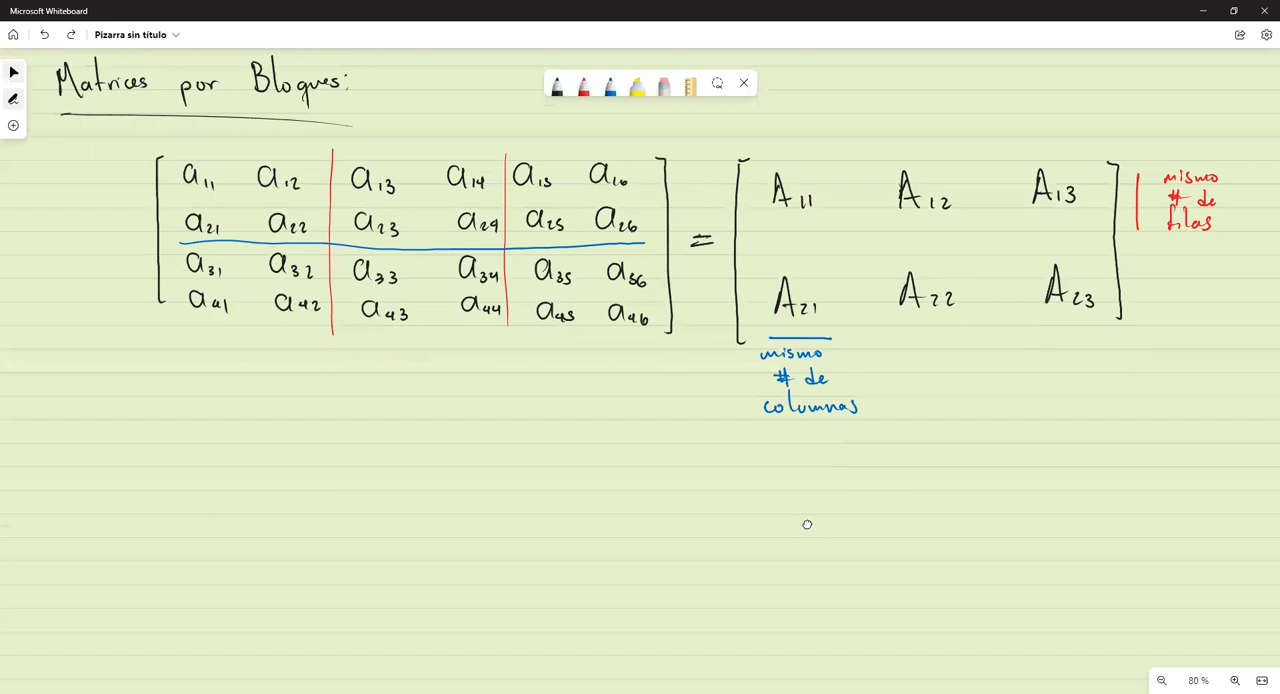 Microsoft Whiteboard
Pizarra sin título
Matrices por Bloques:
[ a11 a12 | a13 a14 | a15 a16 ] = [ A11 A12 A13 ] mismo # de filas
a21 a22 | a23 a24 | a25 a26
a31 a32 | a33 a34 | a35 a36
a41 a42 | a43 a44 | a45 a46
A21 A22 A23
mismo
# de
columnas
80 %